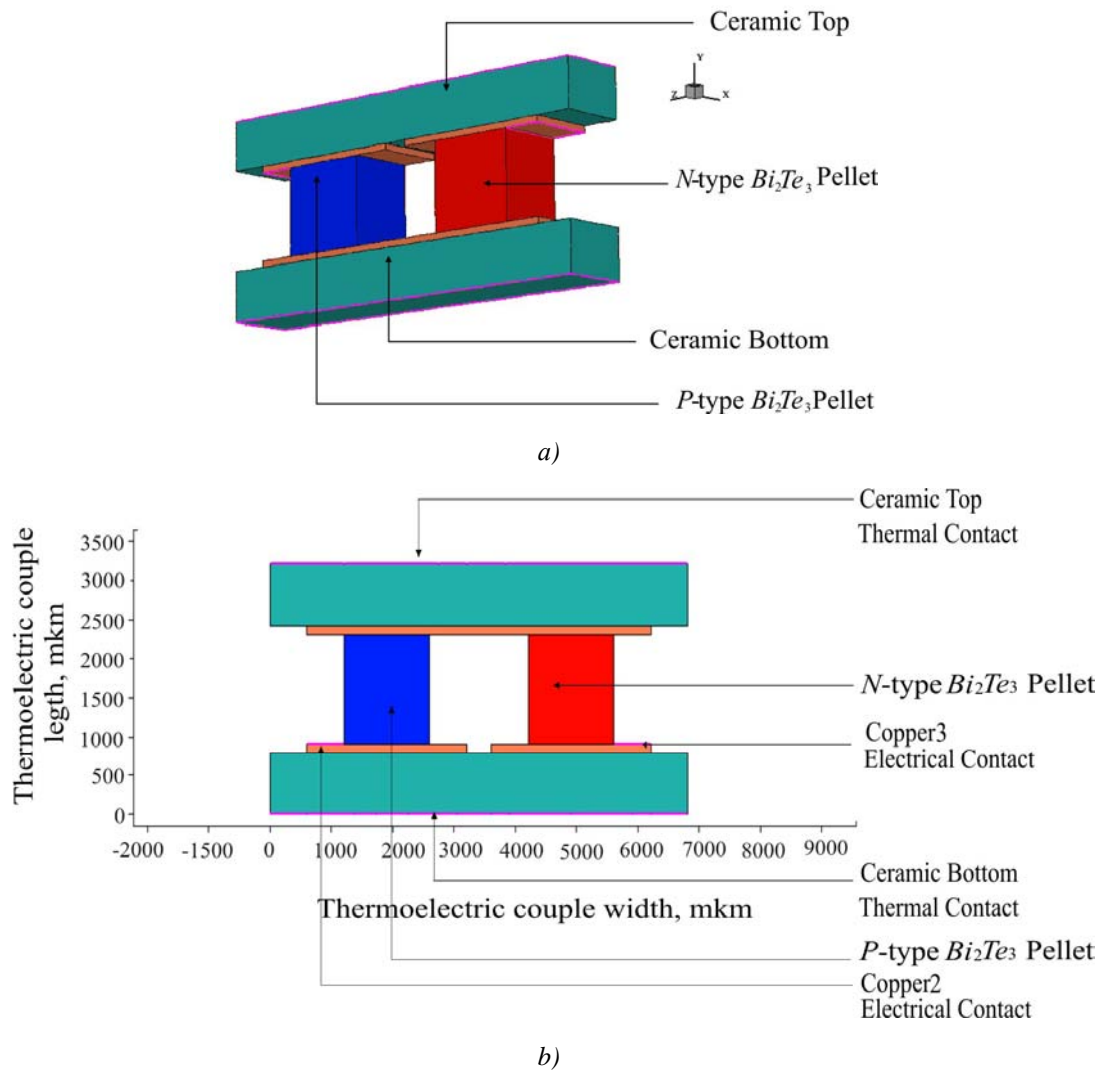 Ceramic Top
Y
Z
X
N-type Bi₂Te₃ Pellet
Ceramic Bottom
P-type Bi₂Te₃ Pellet
a)
Ceramic Top
Thermal Contact
Thermoelectric couple
legth, mkm
3500
3000
2500
2000
1500
1000
500
0
N-type Bi₂Te₃ Pellet
Copper3
Electrical Contact
-2000 -1500 0 1000 2000 3000 4000 5000 6000 7000 8000 9000
Thermoelectric couple width, mkm
Ceramic Bottom
Thermal Contact
P-type Bi₂Te₃ Pellet
Copper2
Electrical Contact
b)